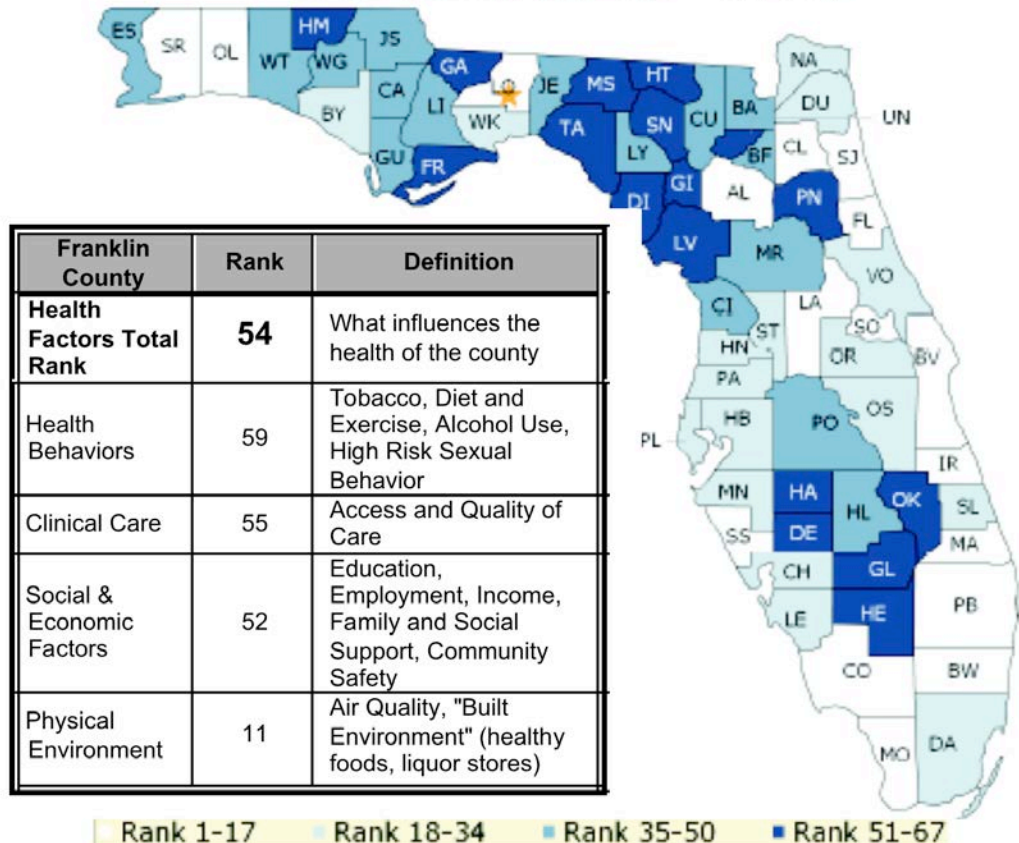 HM
ES
SR
OL
WT
WG
JS
BY
CA
GA
LI
GU
FR
WK
JE
MS
HT
TA
SN
LY
CU
BA
NA
DU
UN
BF
CL
SJ
DI
GI
AL
PN
FL
LV
MR
VO
CI
LA
ST
SO
HN
OR
BV
PA
OS
PL
HB
PO
IR
MN
HA
OK
SL
HL
SS
DE
MA
CH
GL
LE
HE
PB
CO
BW
MO
DA
Franklin County Rank Definition
Health Factors Total Rank 54 What influences the health of the county
Health Behaviors 59 Tobacco, Diet and Exercise, Alcohol Use, High Risk Sexual Behavior
Clinical Care 55 Access and Quality of Care
Social & Economic Factors 52 Education, Employment, Income, Family and Social Support, Community Safety
Physical Environment 11 Air Quality, "Built Environment" (healthy foods, liquor stores)
Rank 1-17 Rank 18-34 Rank 35-50 Rank 51-67